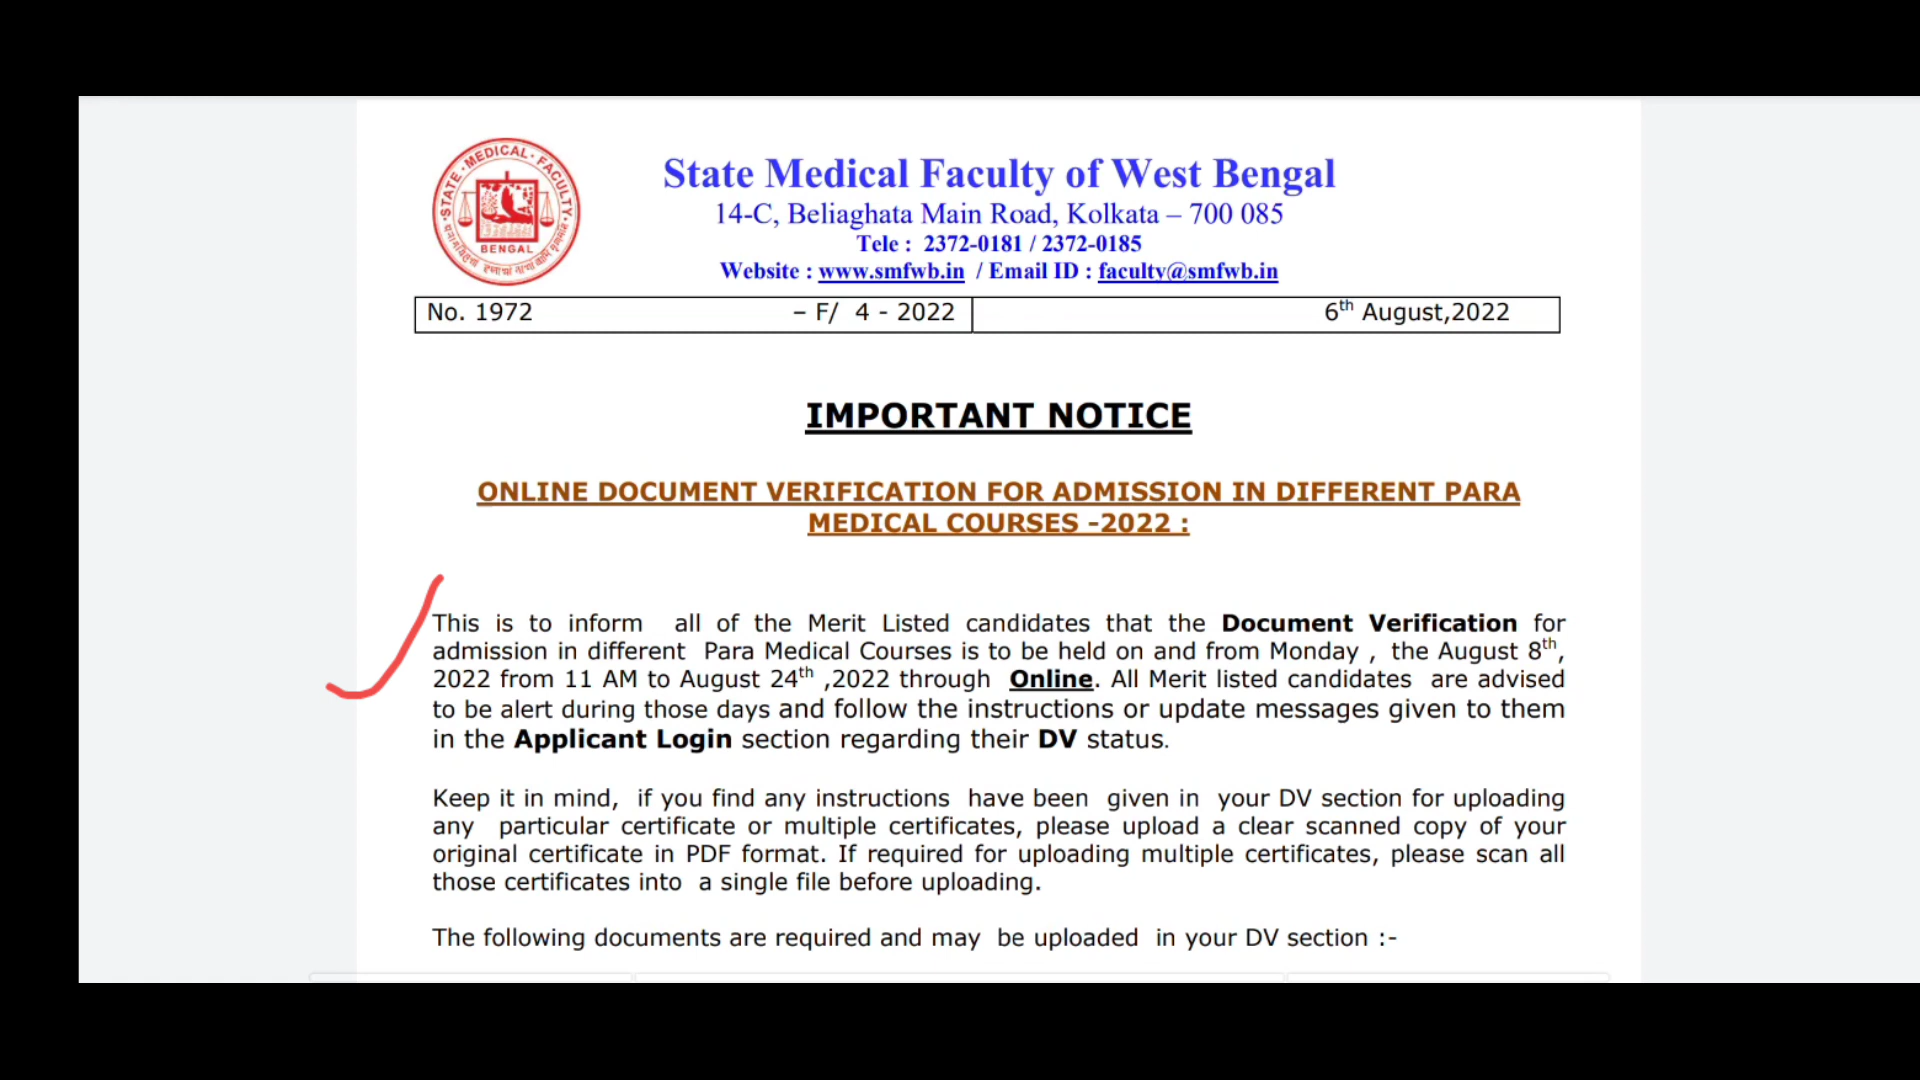 STATE · MEDICAL · FACULTY
BENGAL
State Medical Faculty of West Bengal
14-C, Beliaghata Main Road, Kolkata – 700 085
Tele : 2372-0181 / 2372-0185
Website : www.smfwb.in / Email ID : faculty@smfwb.in
No. 1972 – F/ 4 - 2022 6th August,2022
IMPORTANT NOTICE
ONLINE DOCUMENT VERIFICATION FOR ADMISSION IN DIFFERENT PARA
MEDICAL COURSES -2022 :
This is to inform all of the Merit Listed candidates that the Document Verification for
admission in different Para Medical Courses is to be held on and from Monday , the August 8th,
2022 from 11 AM to August 24th ,2022 through Online. All Merit listed candidates are advised
to be alert during those days and follow the instructions or update messages given to them
in the Applicant Login section regarding their DV status.
Keep it in mind, if you find any instructions have been given in your DV section for uploading
any particular certificate or multiple certificates, please upload a clear scanned copy of your
original certificate in PDF format. If required for uploading multiple certificates, please scan all
those certificates into a single file before uploading.
The following documents are required and may be uploaded in your DV section :-